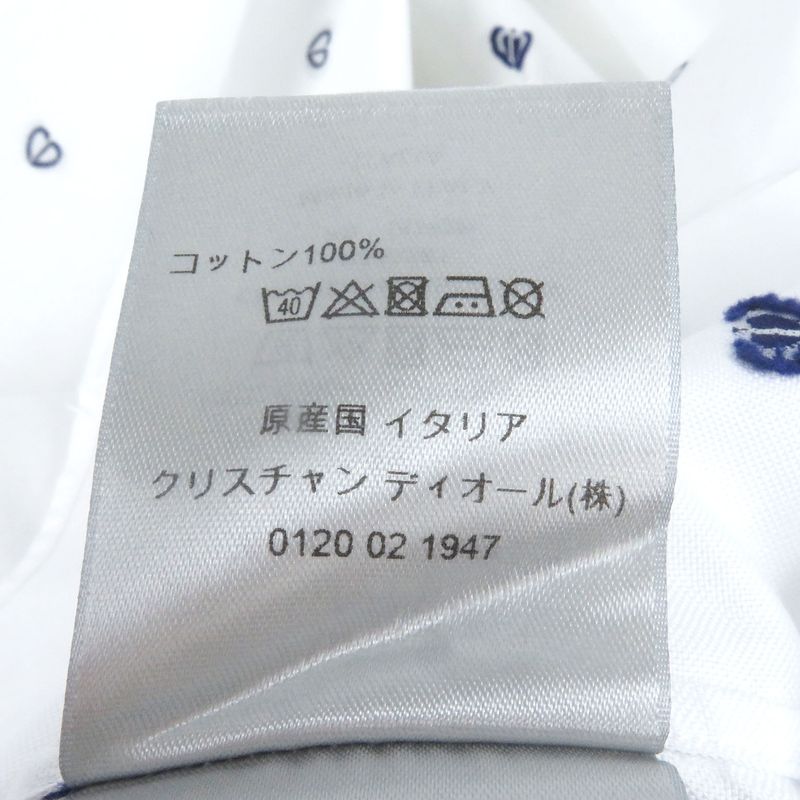 コットン100%
40
原産国 イタリア
クリスチャン ディオール(株)
0120 02 1947